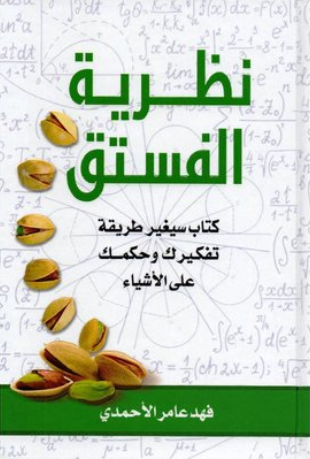 نظرية
الفستق
كتاب سيغير طريقة
تفكيرك وحكمك
على الأشياء
فهد عامر الأحمدي